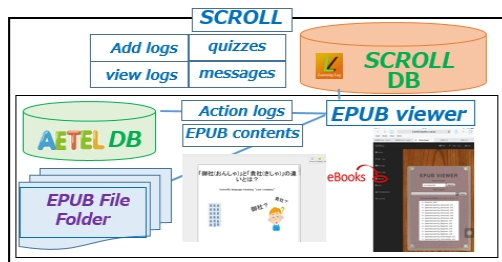 SCROLL
Add logs
quizzes
view logs
messages
SCROLL
DB
Action logs
EPUB viewer
EPUB contents
AETEL DB
「御社(おんしゃ)」と「貴社(きしゃ)」の違
いとは?
御社?
貴社?
eBooks
EPUB VIEWER
EPUB File
Folder